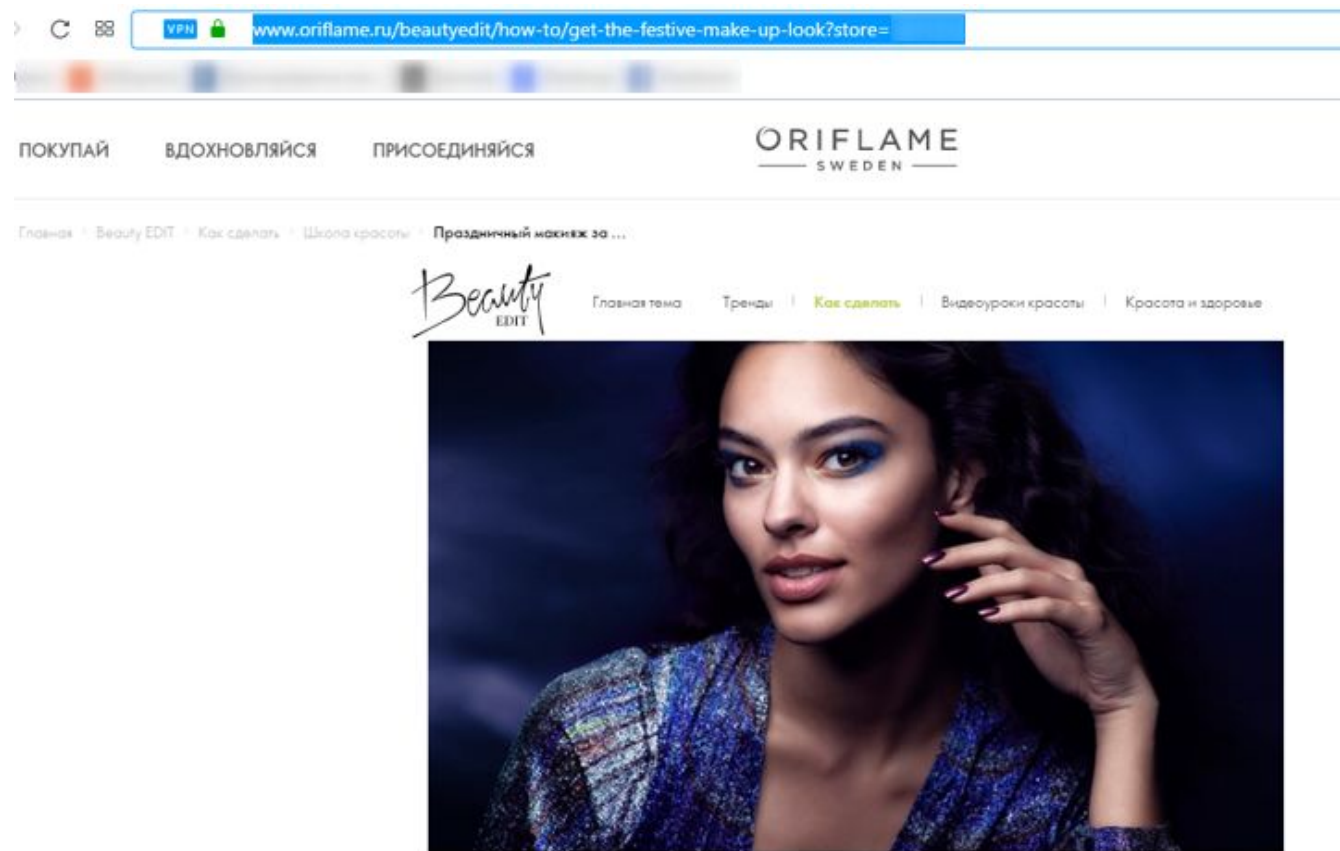 VPN www.oriflame.ru/beautyedit/how-to/get-the-festive-make-up-look?store=
ПОКУПАЙ ВДОХНОВЛЯЙСЯ ПРИСОЕДИНЯЙСЯ
ORIFLAME
SWEDEN
Главная Beauty EDIT Как сделать Школа красоты Праздничный макияж за ...
Beauty
EDIT
Главная тема Тренды | Как сделать | Видеоуроки красоты | Красота и здоровье